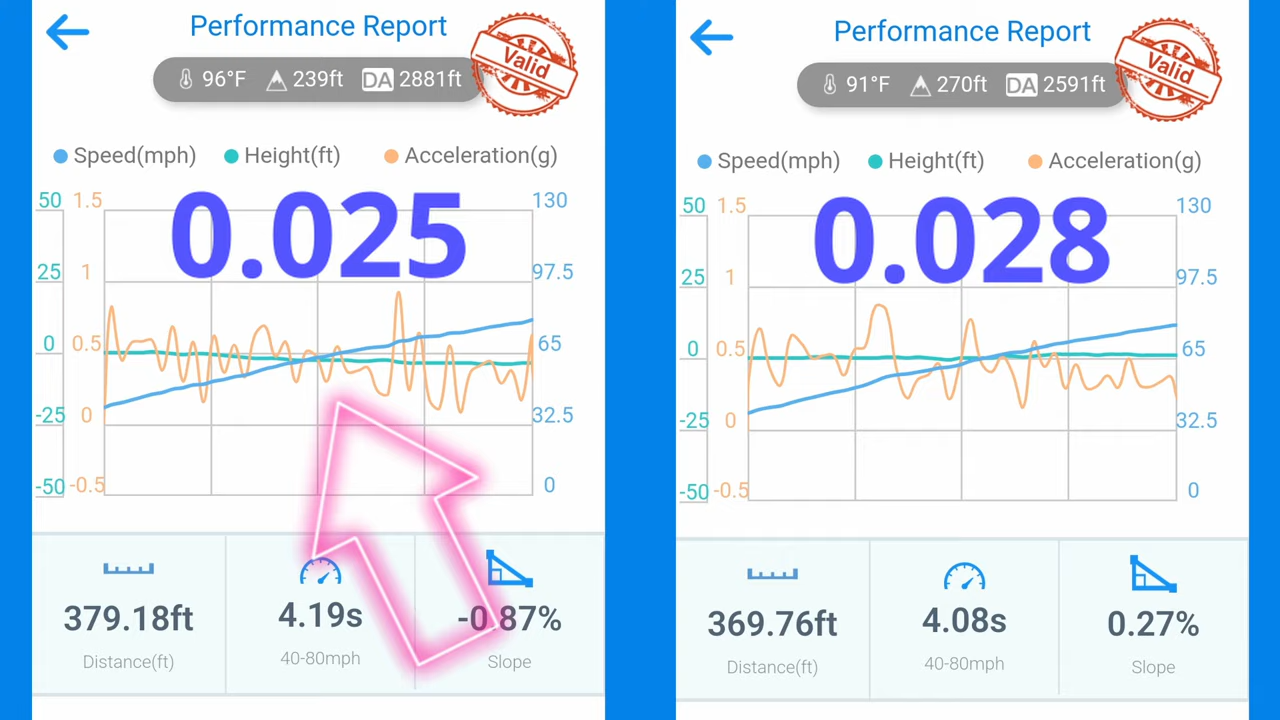 Performance Report
Valid
96°F 239ft DA 2881ft
Speed(mph) Height(ft) Acceleration(g)
50 1.5 130
0.025
25 1 97.5
0 0.5 65
-25 0 32.5
-50 -0.5 0
379.18ft 4.19s -0.87%
Distance(ft) 40-80mph Slope
Performance Report
Valid
91°F 270ft DA 2591ft
Speed(mph) Height(ft) Acceleration(g)
50 1.5 130
0.028
25 1 97.5
0 0.5 65
-25 0 32.5
-50 -0.5 0
369.76ft 4.08s 0.27%
Distance(ft) 40-80mph Slope